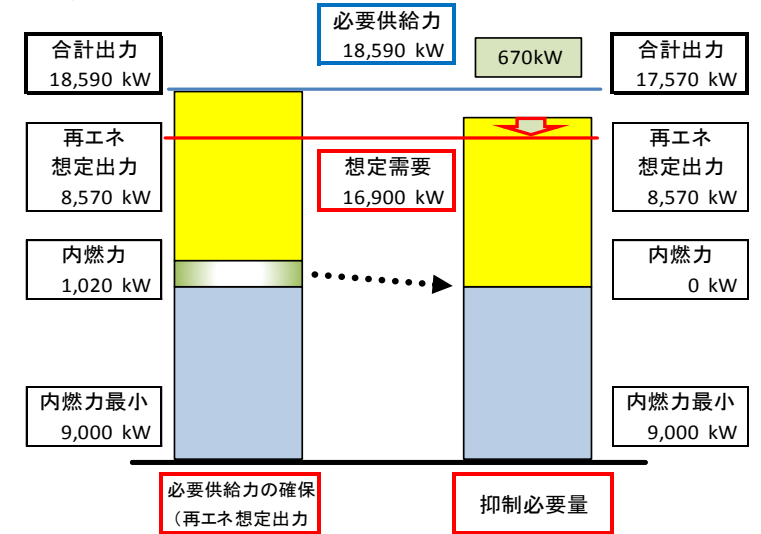 必要供給力
18,590 kW
670kW
合計出力
18,590 kW
合計出力
17,570 kW
再エネ
想定出力
8,570 kW
想定需要
16,900 kW
再エネ
想定出力
8,570 kW
内燃力
1,020 kW
内燃力
0 kW
内燃力最小
9,000 kW
内燃力最小
9,000 kW
必要供給力の確保
（再エネ想定出力
抑制必要量